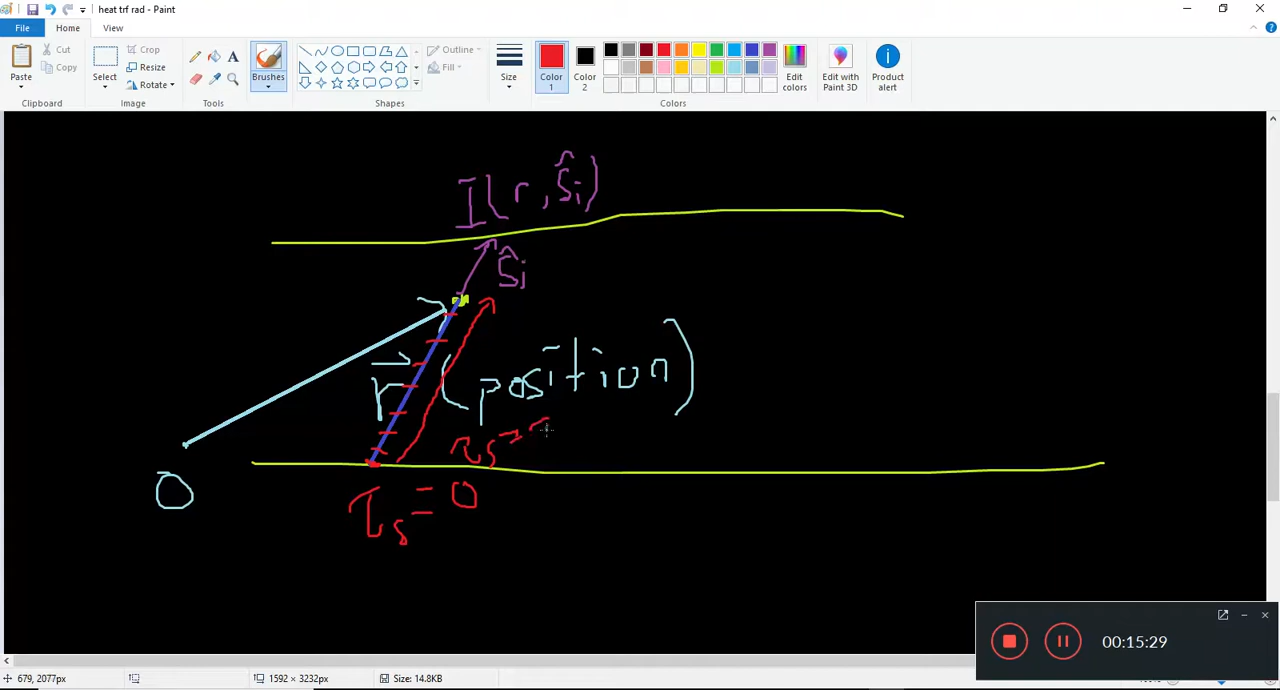 heat trf rad - Paint
File
Home
View
Paste
Cut
Copy
Clipboard
Select
Crop
Resize
Rotate
Image
A
Tools
Brushes
Shapes
Outline
Fill
Size
Color 1
Color 2
Colors
Edit colors
Edit with Paint 3D
Product alert
I(r, ŝi)
ŝi
r⃗ (position)
τs
O
τs = 0
00:15:29
679, 2077px
1592 × 3232px
Size: 14.8KB